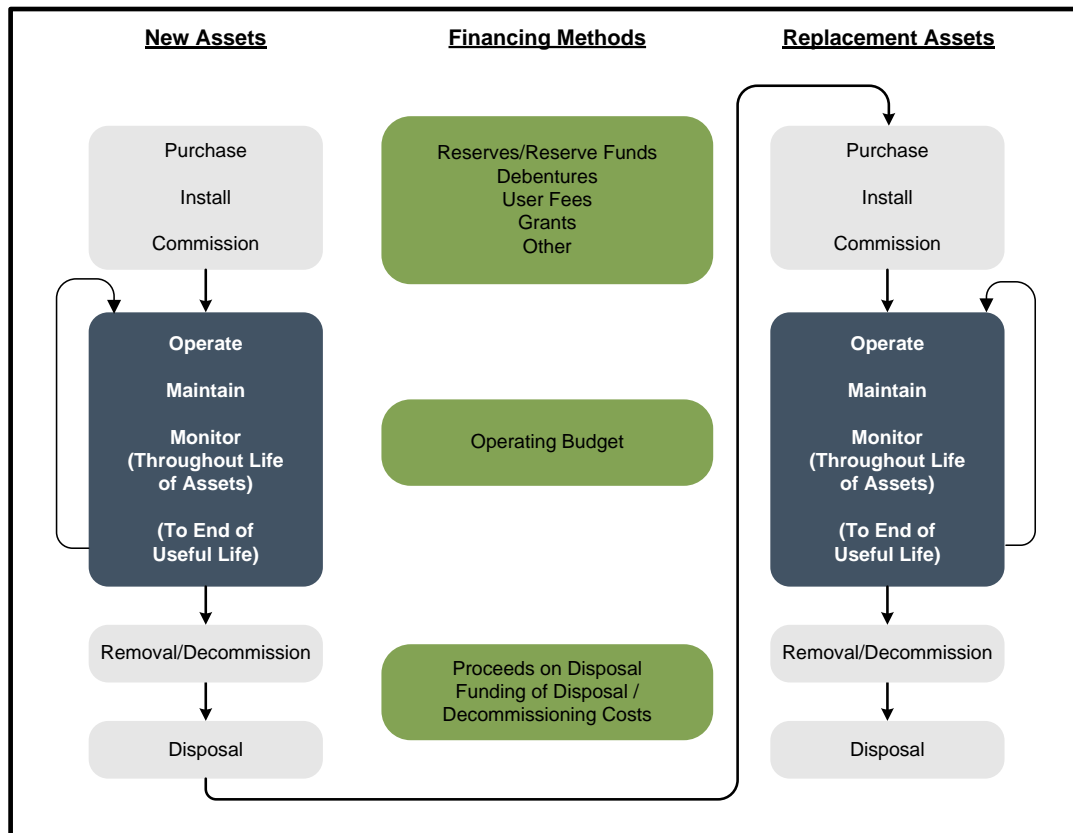 New Assets
Financing Methods
Replacement Assets
Purchase
Install
Commission
Operate
Maintain
Monitor
(Throughout Life
of Assets)
(To End of
Useful Life)
Removal/Decommission
Disposal
Reserves/Reserve Funds
Debentures
User Fees
Grants
Other
Operating Budget
Proceeds on Disposal
Funding of Disposal /
Decommissioning Costs
Purchase
Install
Commission
Operate
Maintain
Monitor
(Throughout Life
of Assets)
(To End of
Useful Life)
Removal/Decommission
Disposal